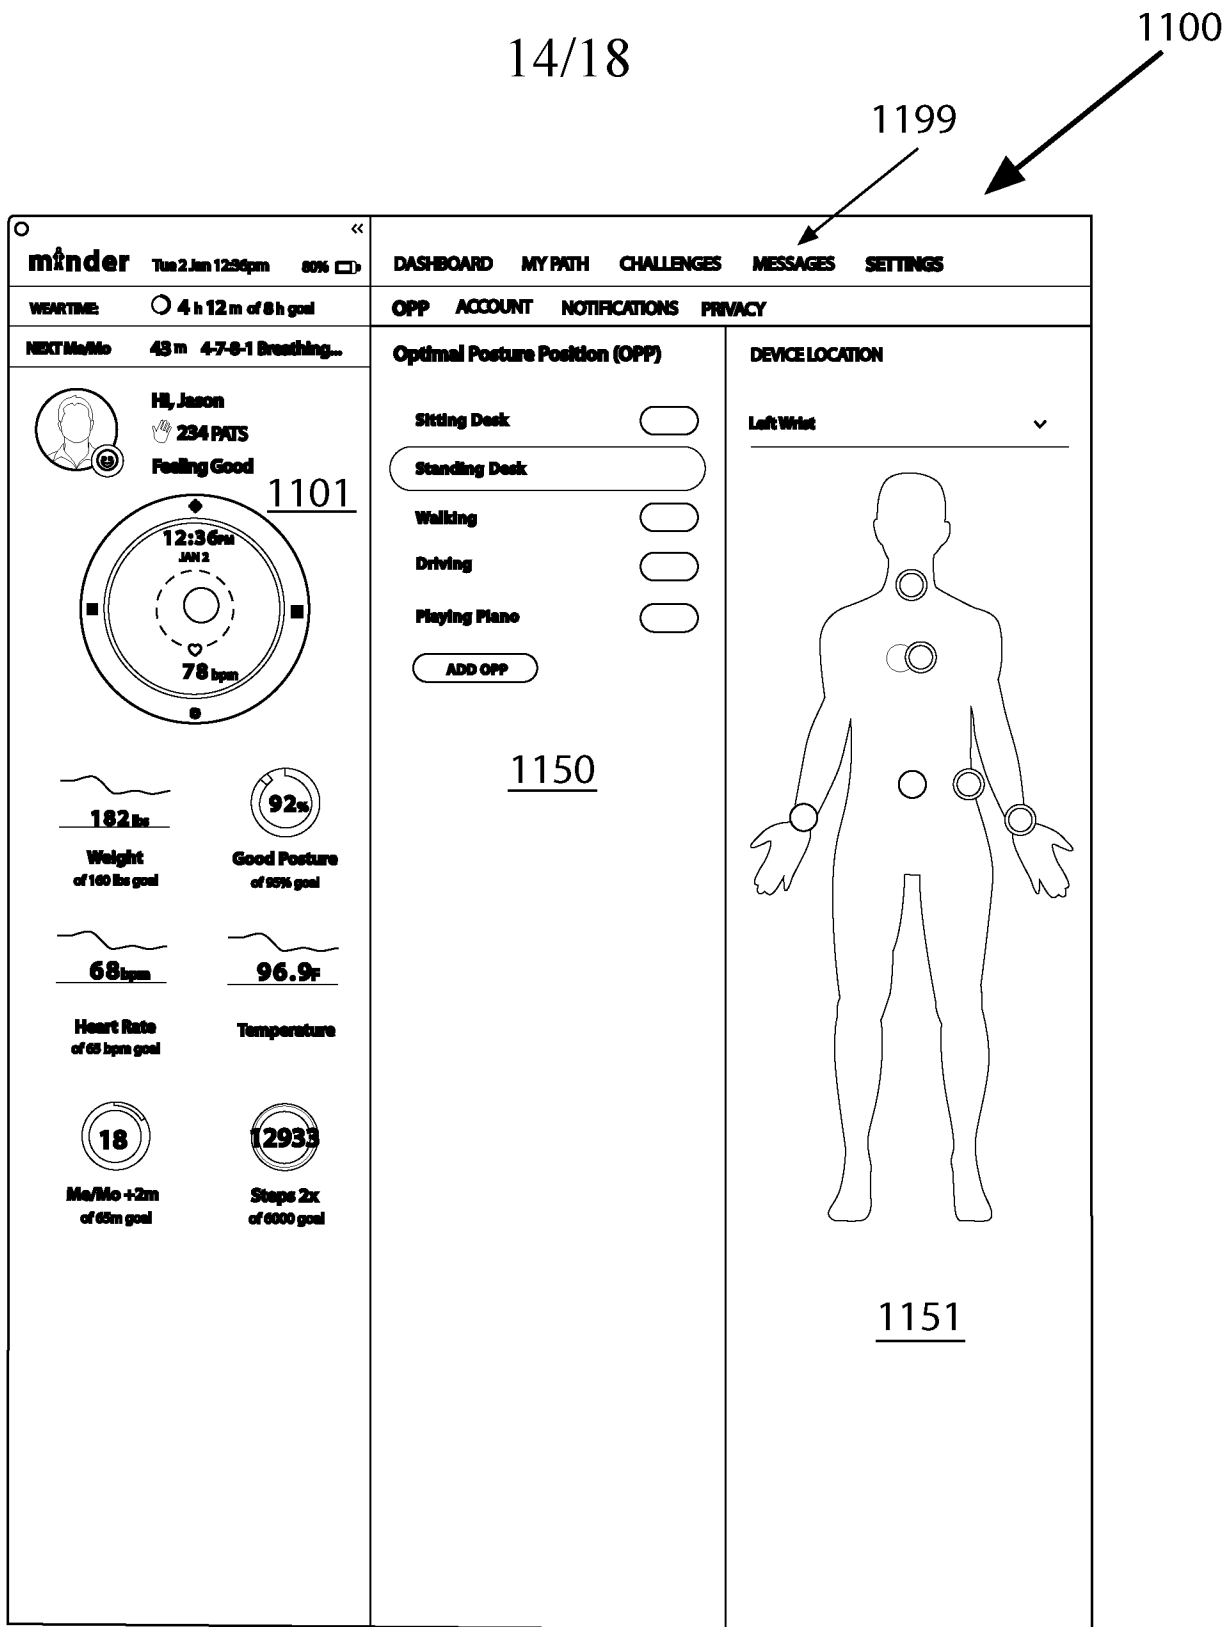 14/18
1100
1199
minder Tue 2 Jan 12:36pm 80%
WEARTIME: 4 h 12 m of 8 h goal
NEXT Me/Mo 43 m 4-7-8-1 Breathing...
Hi, Jason
234 PATS
Feeling Good
1101
12:36PM
JAN 2
78 bpm
182 lbs
Weight
of 160 lbs goal
92%
Good Posture
of 95% goal
68 bpm
Heart Rate
of 65 bpm goal
96.9F
Temperature
18
Me/Mo +2m
of 65m goal
12933
Steps 2x
of 6000 goal
DASHBOARD MY PATH CHALLENGES MESSAGES SETTINGS
OPP ACCOUNT NOTIFICATIONS PRIVACY
Optimal Posture Position (OPP)
Sitting Desk
Standing Desk
Walking
Driving
Playing Piano
ADD OPP
1150
DEVICE LOCATION
Left Wrist
1151